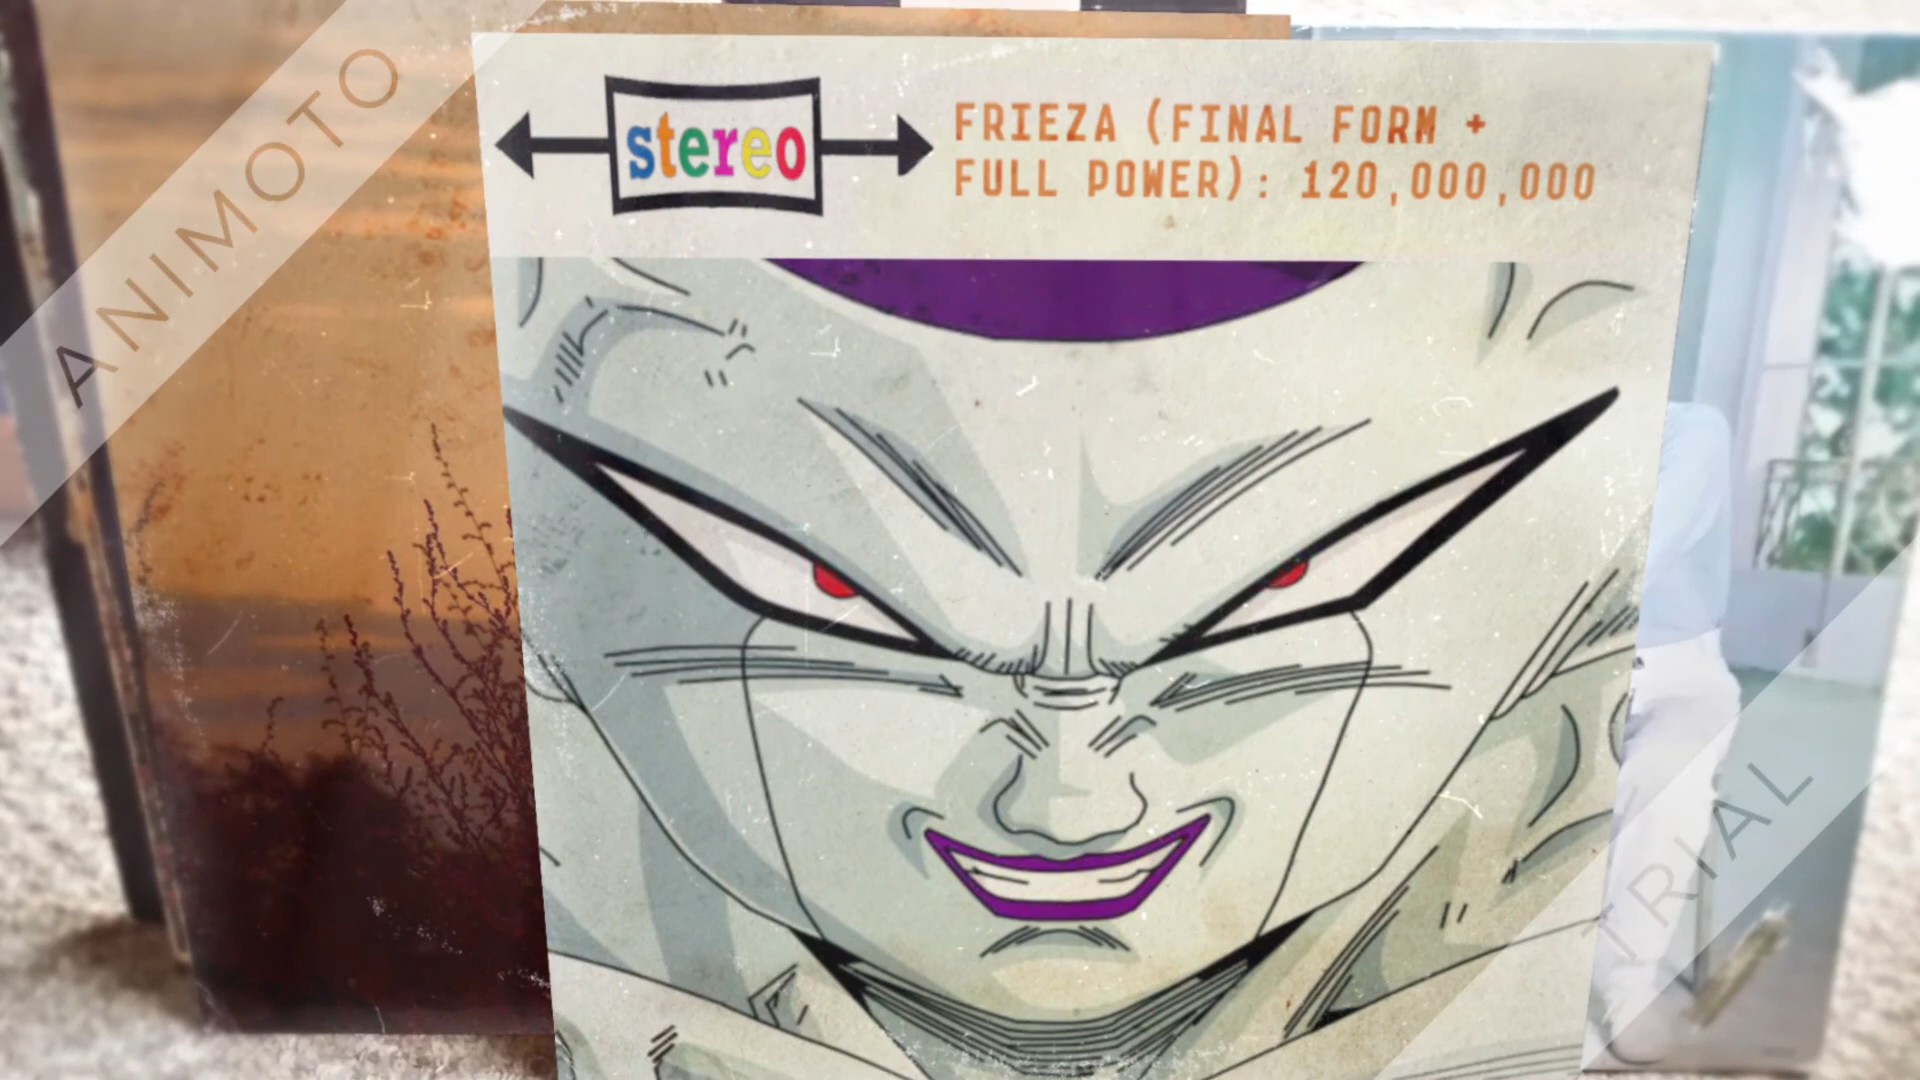 ANIMOTO
stereo
FRIEZA (FINAL FORM +
FULL POWER): 120,000,000
TRIAL